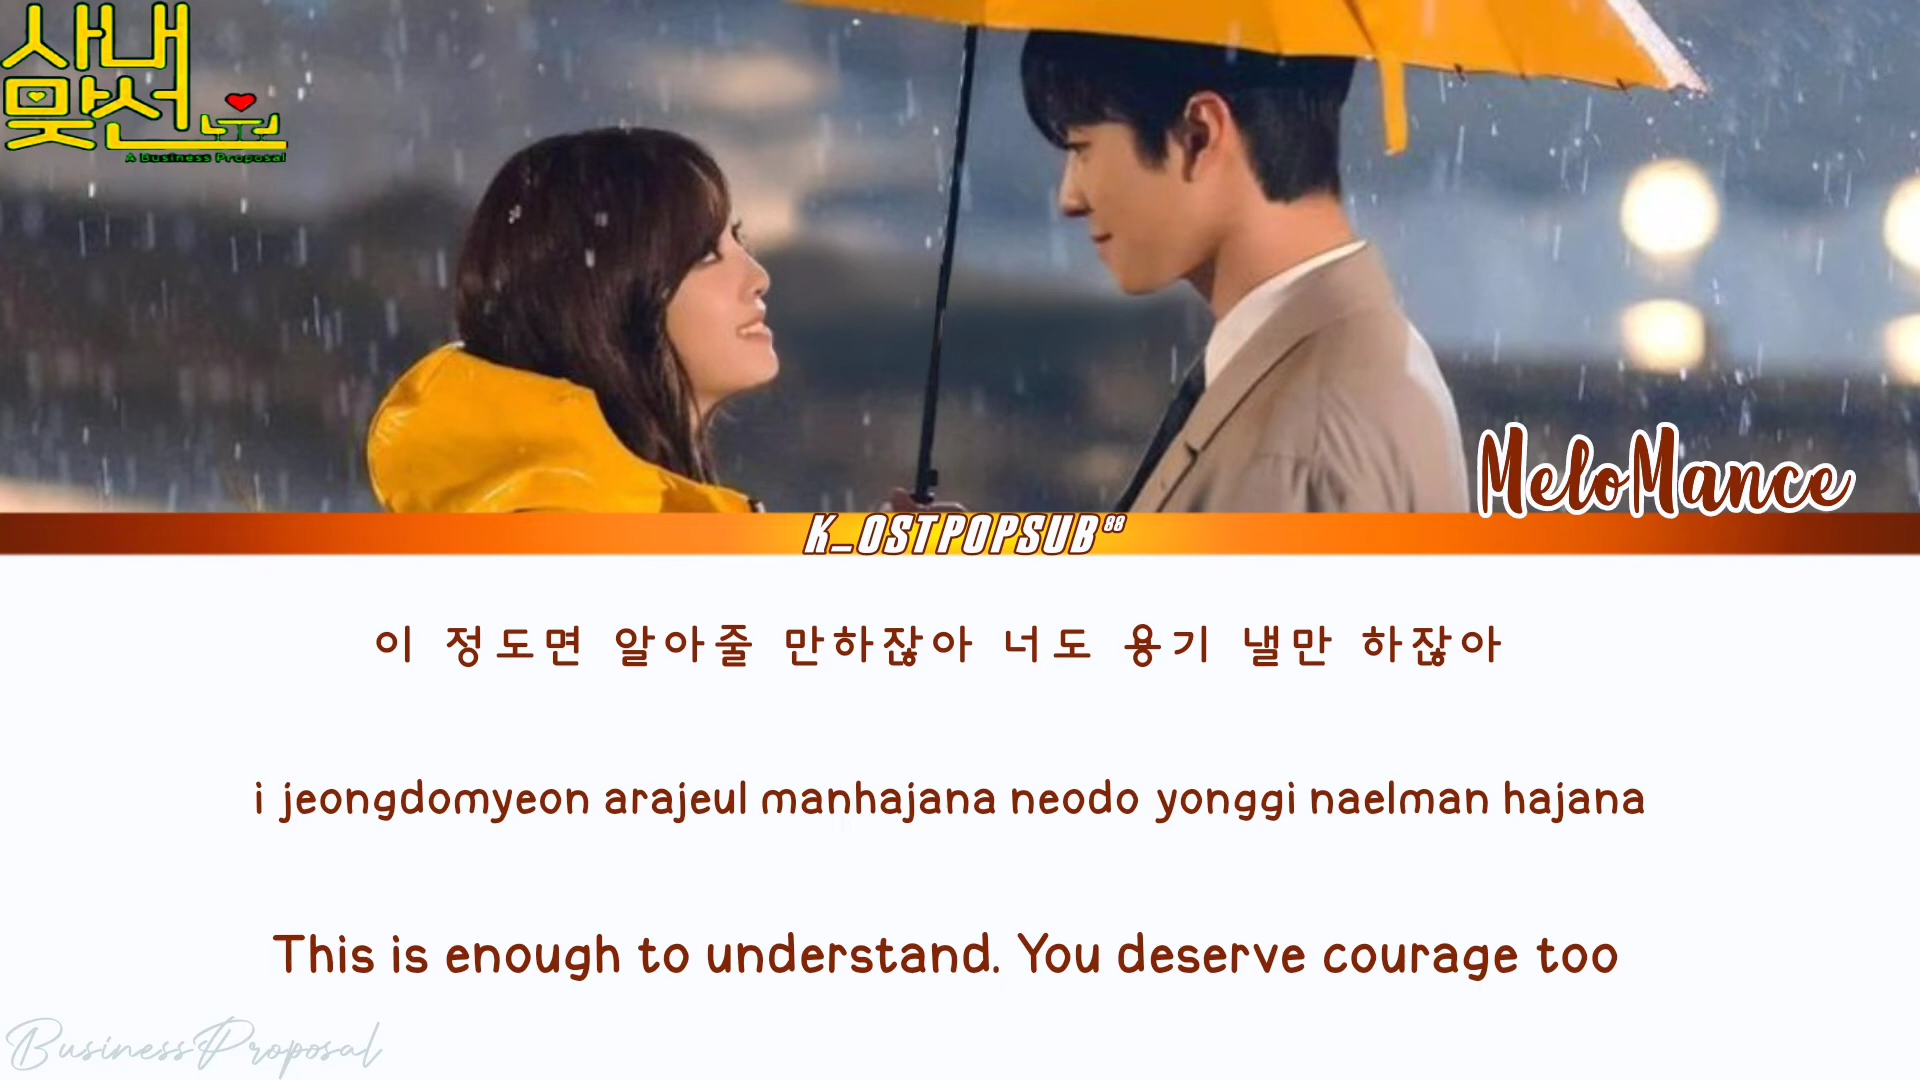 사내
맞선
A Business Proposal
MeloMance
K_OSTPOPSUB88
이 정도면 알아줄 만하잖아 너도 용기 낼만 하잖아
i jeongdomyeon arajeul manhajana neodo yonggi naelman hajana
This is enough to understand. You deserve courage too
Business Proposal